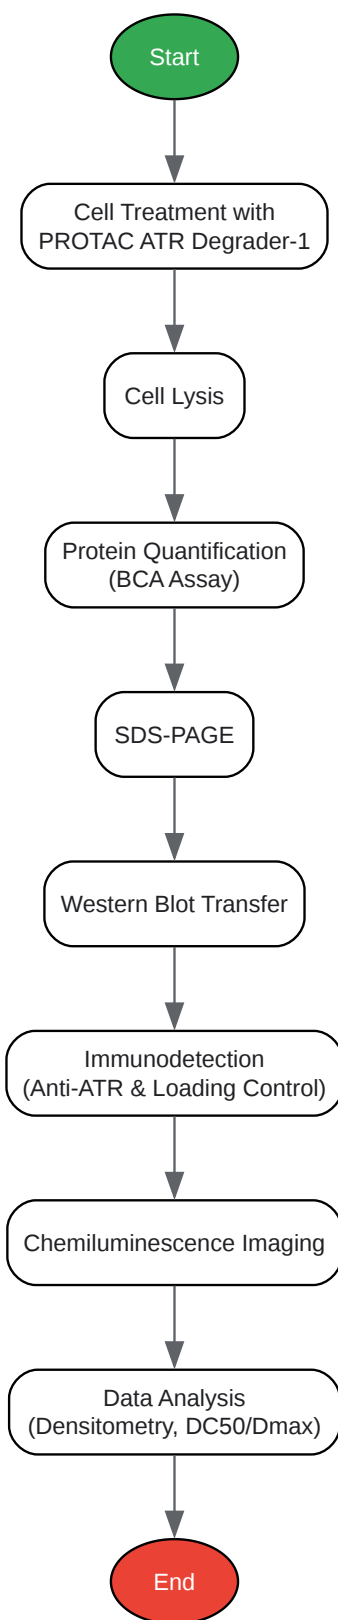 Start
Cell Treatment with
PROTAC ATR Degrader-1
Cell Lysis
Protein Quantification
(BCA Assay)
SDS-PAGE
Western Blot Transfer
Immunodetection
(Anti-ATR & Loading Control)
Chemiluminescence Imaging
Data Analysis
(Densitometry, DC50/Dmax)
End